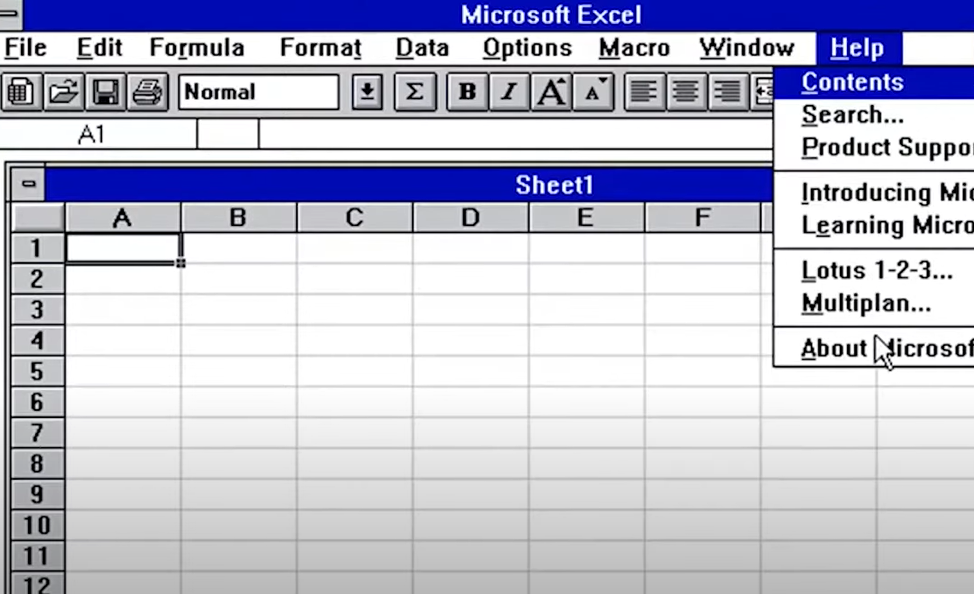 Microsoft Excel
File Edit Formula Format Data Options Macro Window Help
Normal Σ B I A A
A1
Contents
Search...
Product Suppo
Introducing Mic
Learning Micro
Lotus 1-2-3...
Multiplan...
About Microsof
Sheet1
A B C D E F
1
2
3
4
5
6
7
8
9
10
11
12